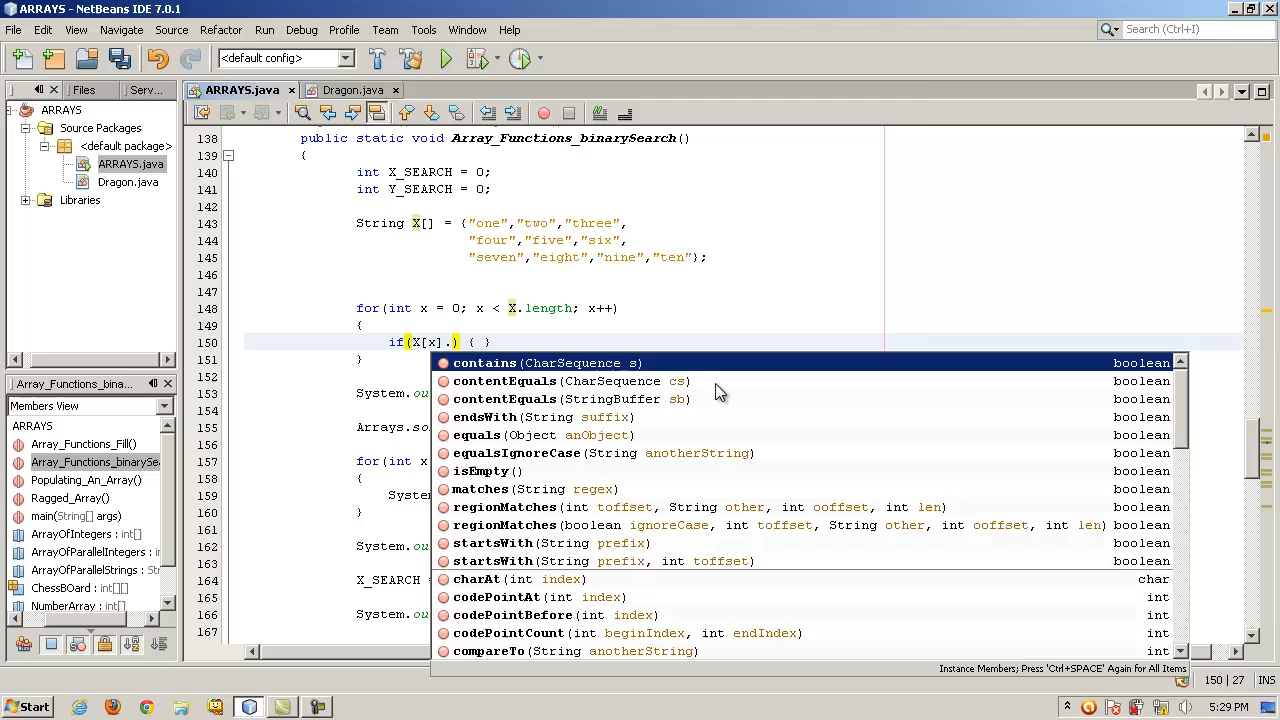 ARRAYS - NetBeans IDE 7.0.1
File Edit View Navigate Source Refactor Run Debug Profile Team Tools Window Help
Search (Ctrl+I)
<default config>
Files Serv...
ARRAYS.java Dragon.java
ARRAYS
Source Packages
<default package>
ARRAYS.java
Dragon.java
Libraries
Array_Functions_bina...
Members View
ARRAYS
Array_Functions_Fill()
Array_Functions_binarySea
Populating_An_Array()
Ragged_Array()
main(String[] args)
ArrayOfIntegers : int[]
ArrayOfParallelIntegers :
ArrayOfParallelStrings : Str
ChessBOard : int[][]
NumberArray : int[]
138 public static void Array_Functions_binarySearch()
139 {
140 int X_SEARCH = 0;
141 int Y_SEARCH = 0;
142
143 String X[] = {"one","two","three",
144 "four","five","six",
145 "seven","eight","nine","ten"};
146
147
148 for(int x = 0; x < X.length; x++)
149 {
150 if(X[x].) { }
151 }
152
153 System.ou
154
155 Arrays.so
156
157 for(int x
158 {
159 System
160 }
161
162 System.ou
163
164 X_SEARCH =
165
166 System.ou
167
contains(CharSequence s) boolean
contentEquals(CharSequence cs) boolean
contentEquals(StringBuffer sb) boolean
endsWith(String suffix) boolean
equals(Object anObject) boolean
equalsIgnoreCase(String anotherString) boolean
isEmpty() boolean
matches(String regex) boolean
regionMatches(int toffset, String other, int ooffset, int len) boolean
regionMatches(boolean ignoreCase, int toffset, String other, int ooffset, int len) boolean
startsWith(String prefix) boolean
startsWith(String prefix, int toffset) boolean
charAt(int index) char
codePointAt(int index) int
codePointBefore(int index) int
codePointCount(int beginIndex, int endIndex) int
compareTo(String anotherString) int
Instance Members; Press 'Ctrl+SPACE' Again for All Items
150 | 27 INS
Start
5:29 PM